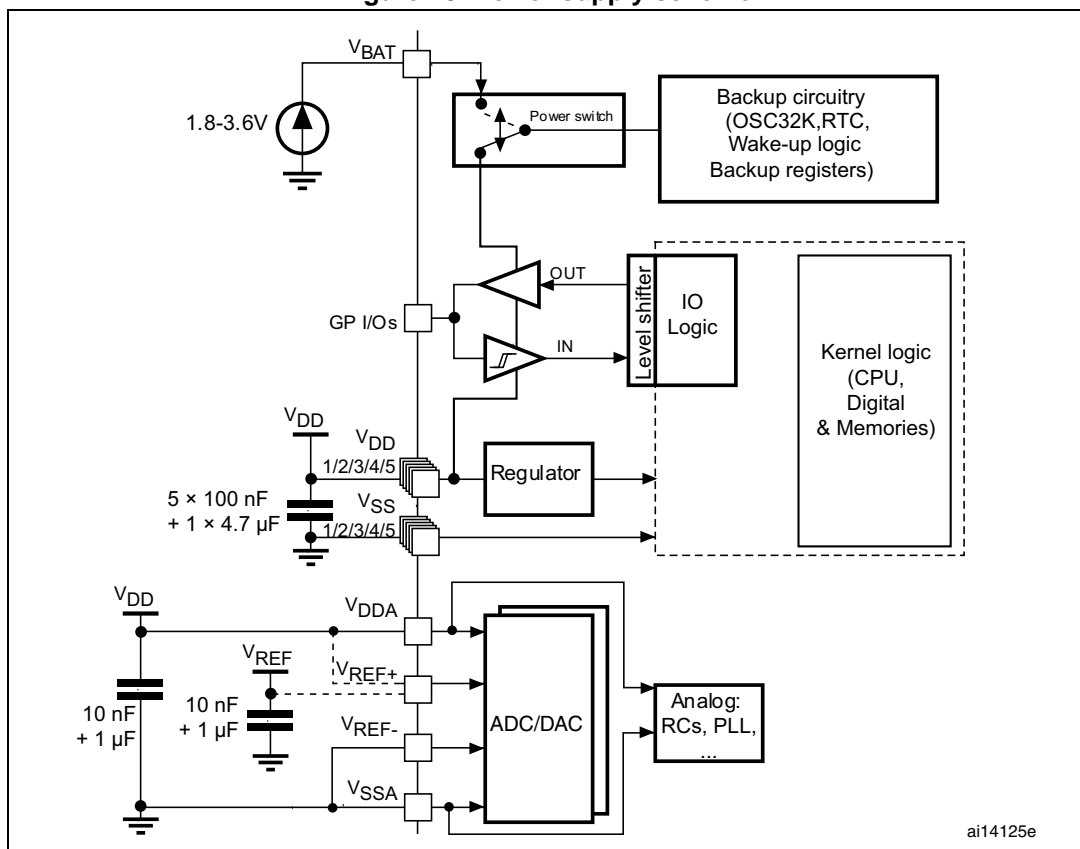 VBAT
1.8-3.6V
Power switch
Backup circuitry
(OSC32K,RTC,
Wake-up logic
Backup registers)
OUT
GP I/Os
IN
Level shifter
IO
Logic
Kernel logic
(CPU,
Digital
& Memories)
VDD
VDD
1/2/3/4/5
Regulator
5 × 100 nF
+ 1 × 4.7 µF
VSS
1/2/3/4/5
VDD
VDDA
VREF
VREF+
10 nF
+ 1 µF
10 nF
+ 1 µF
VREF-
ADC/DAC
Analog:
RCs, PLL,
...
VSSA
ai14125e